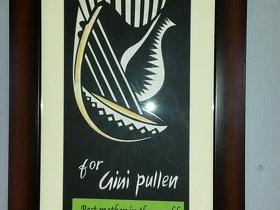 for
Gini pullen
Best mother in the